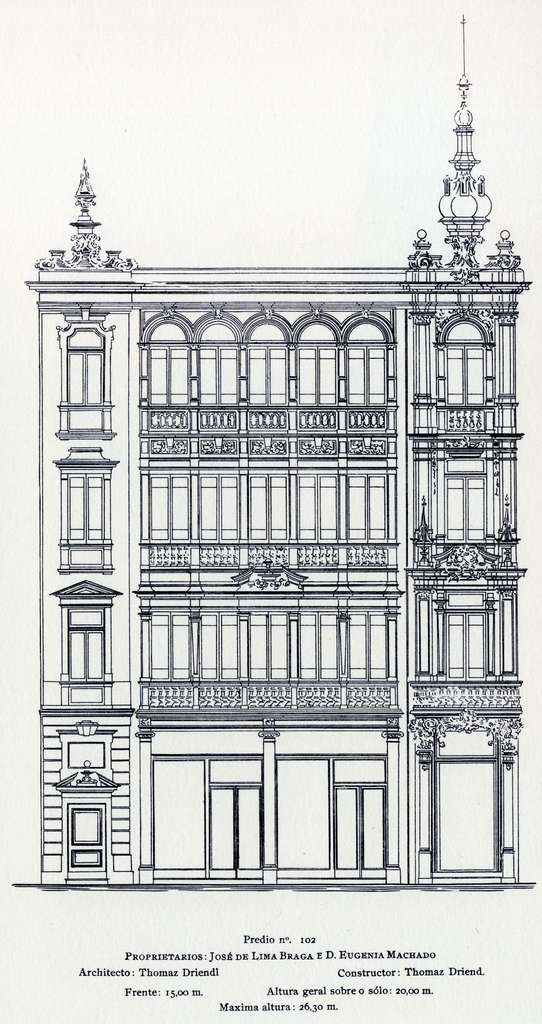 Predio nº. 102
Proprietarios: José de Lima Braga e D. Eugenia Machado
Architecto: Thomaz Driendl Constructor: Thomaz Driend.
Frente: 15,00 m. Altura geral sobre o sólo: 20,00 m.
Maxima altura: 26,30 m.